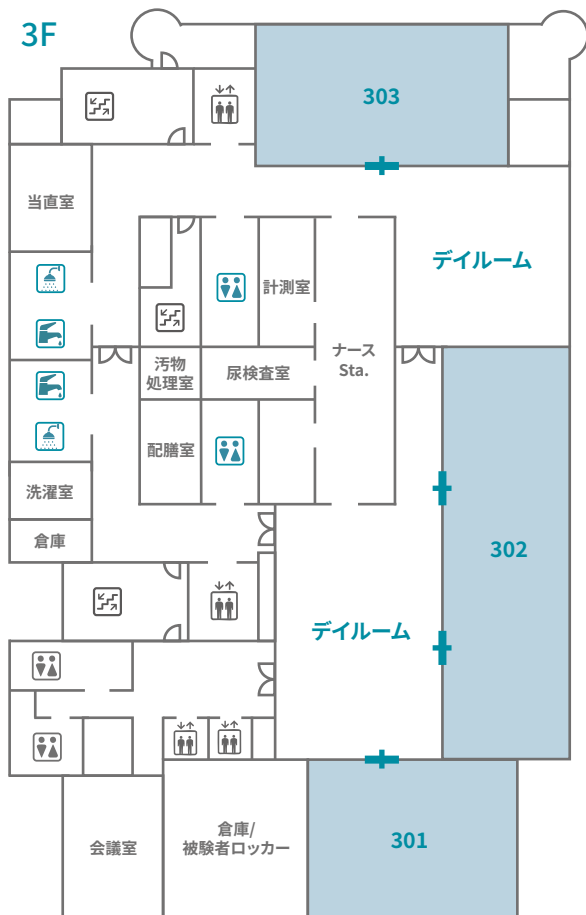 3F
303
当直室
デイルーム
計測室
ナース
Sta.
汚物
処理室
尿検査室
配膳室
洗濯室
倉庫
302
デイルーム
倉庫/
被験者ロッカー
会議室
301